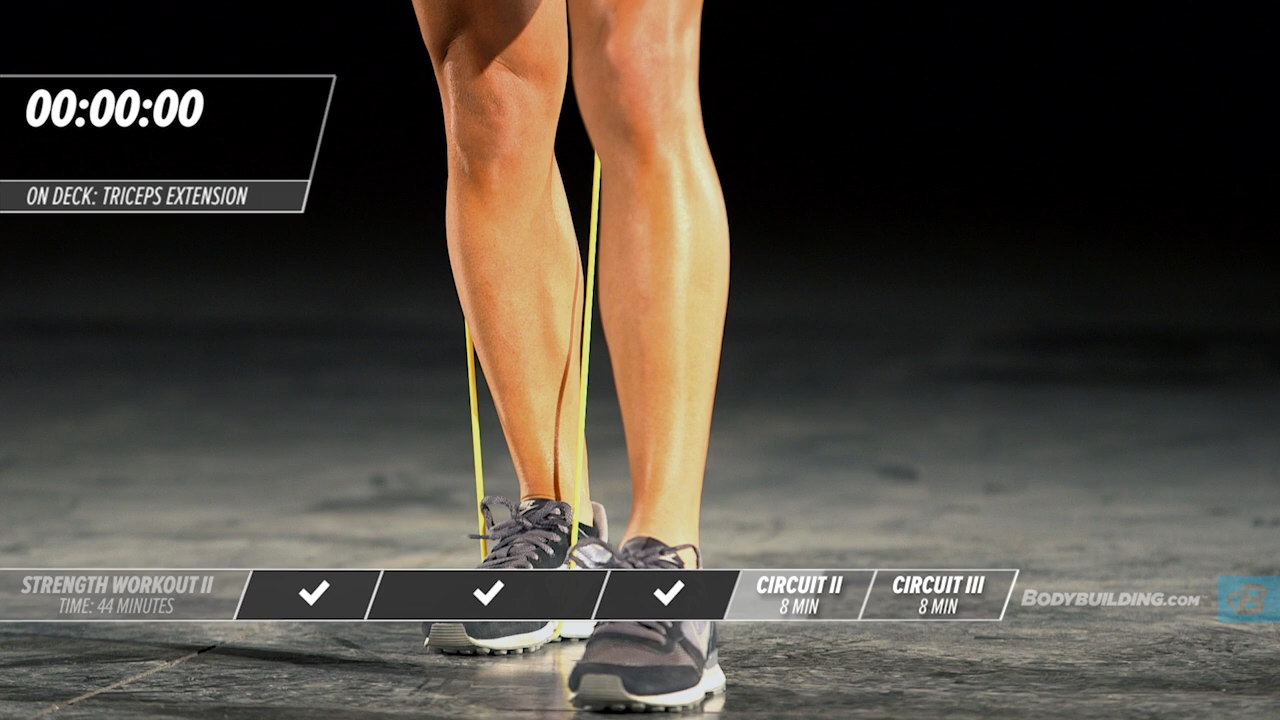 00:00:00
ON DECK: TRICEPS EXTENSION
STRENGTH WORKOUT II
TIME: 44 MINUTES
CIRCUIT II
8 MIN
CIRCUIT III
8 MIN
BODYBUILDING.COM